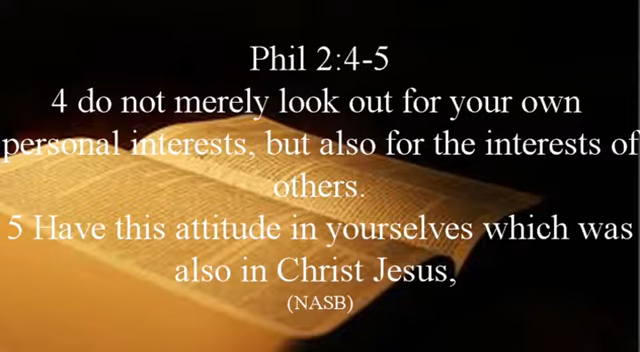 Phil 2:4-5
4 do not merely look out for your own
personal interests, but also for the interests of
others.
5 Have this attitude in yourselves which was
also in Christ Jesus,
(NASB)